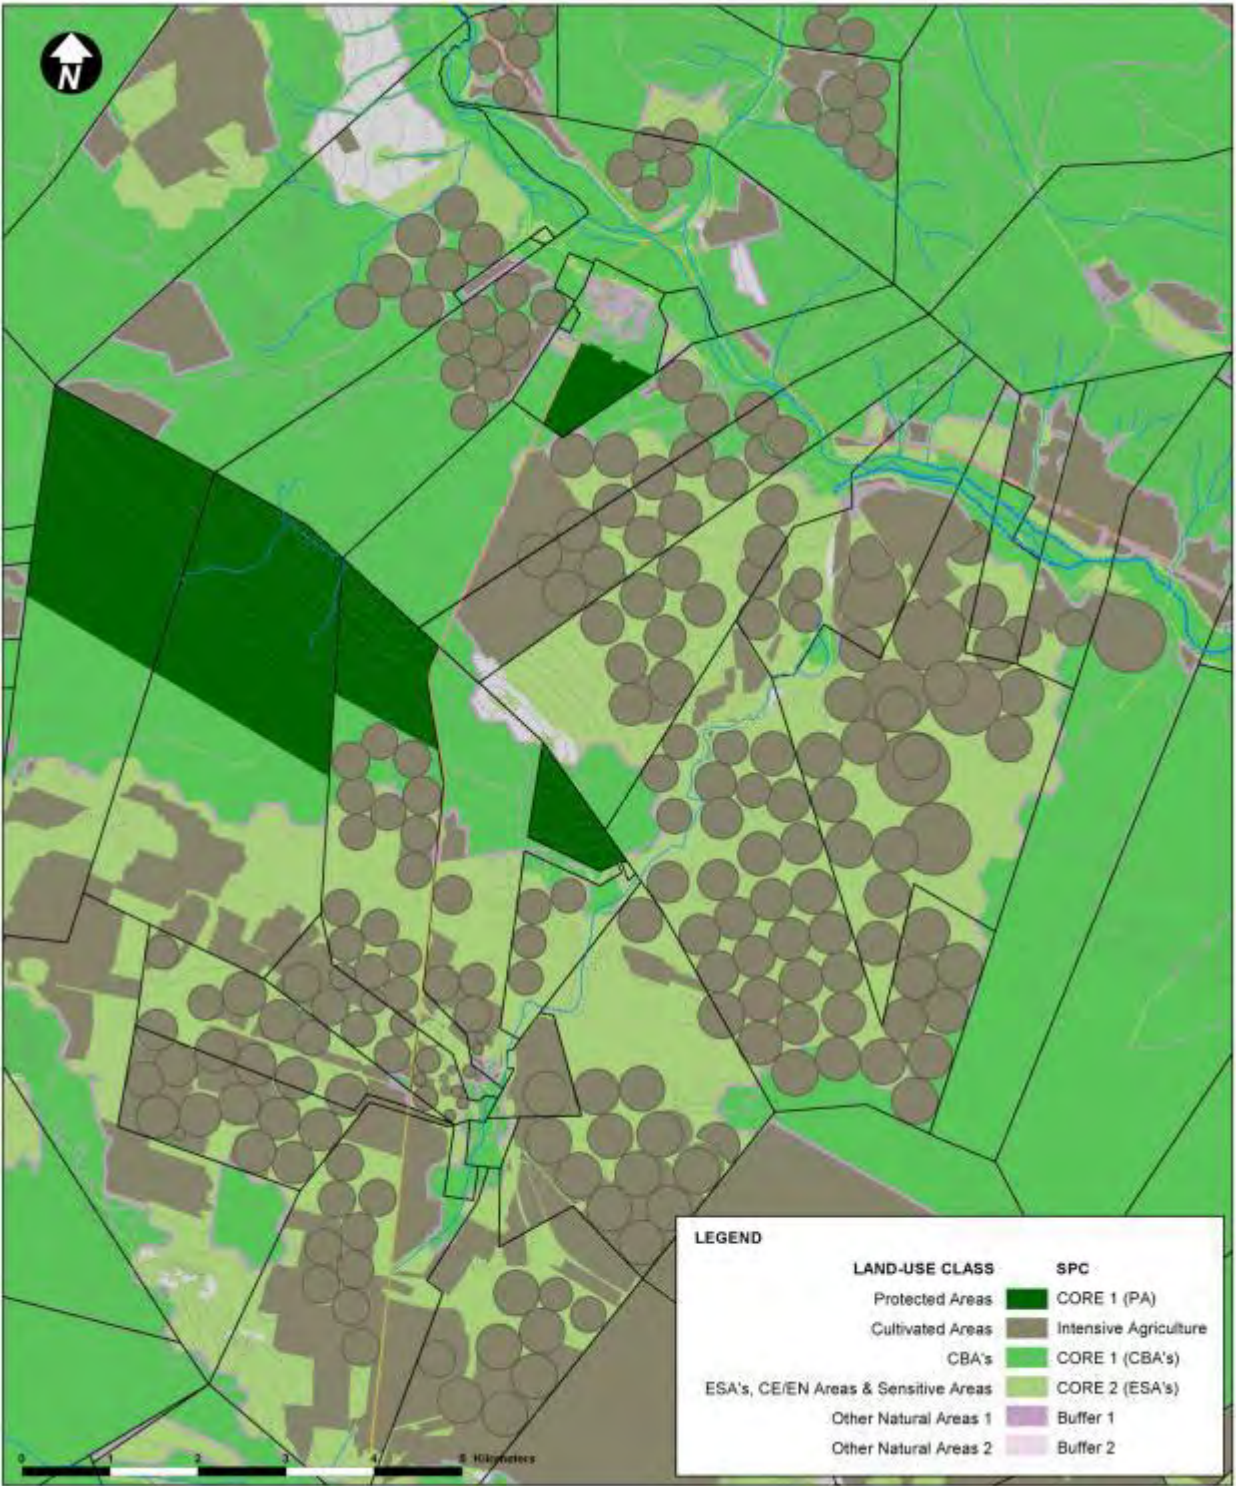 N
LEGEND
LAND-USE CLASS SPC
Protected Areas CORE 1 (PA)
Cultivated Areas Intensive Agriculture
CBA's CORE 1 (CBA's)
ESA's, CE/EN Areas & Sensitive Areas CORE 2 (ESA's)
Other Natural Areas 1 Buffer 1
Other Natural Areas 2 Buffer 2
0 1 2 3 4 5 Kilometers